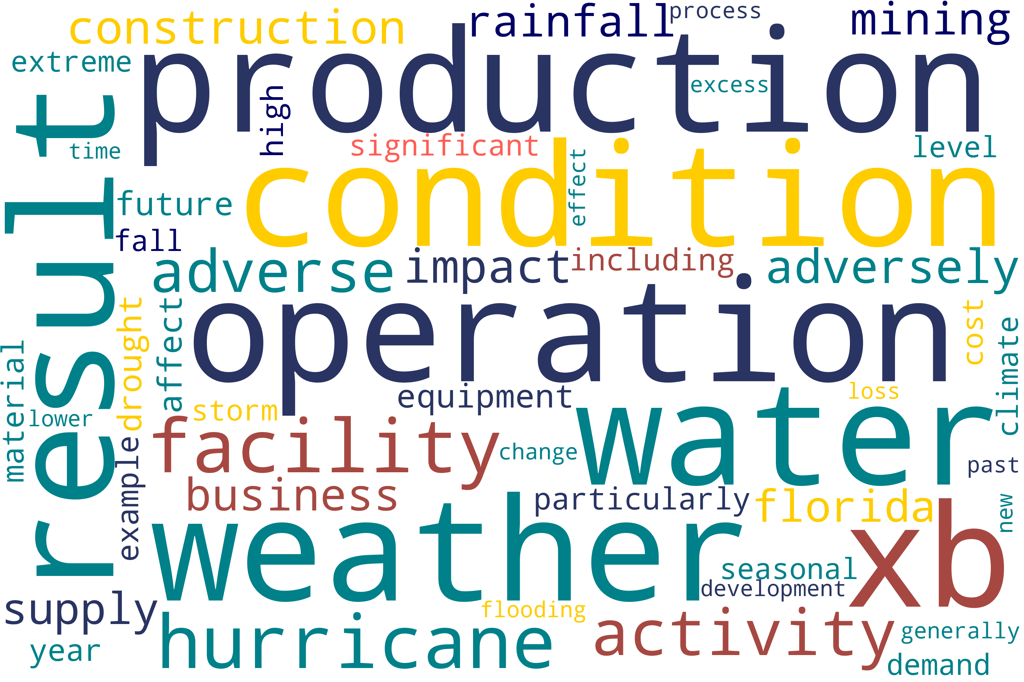 construction
rainfall
process
mining
extreme
production
excess
high
result
time
significant
level
condition
effect
future
fall
adverse
impact
including
adversely
operation
drought
affect
cost
climate
material
lower
storm
equipment
loss
water
facility
change
example
business
particularly
past
florida
new
weather
xb
seasonal
development
supply
flooding
hurricane
activity
generally
year
demand